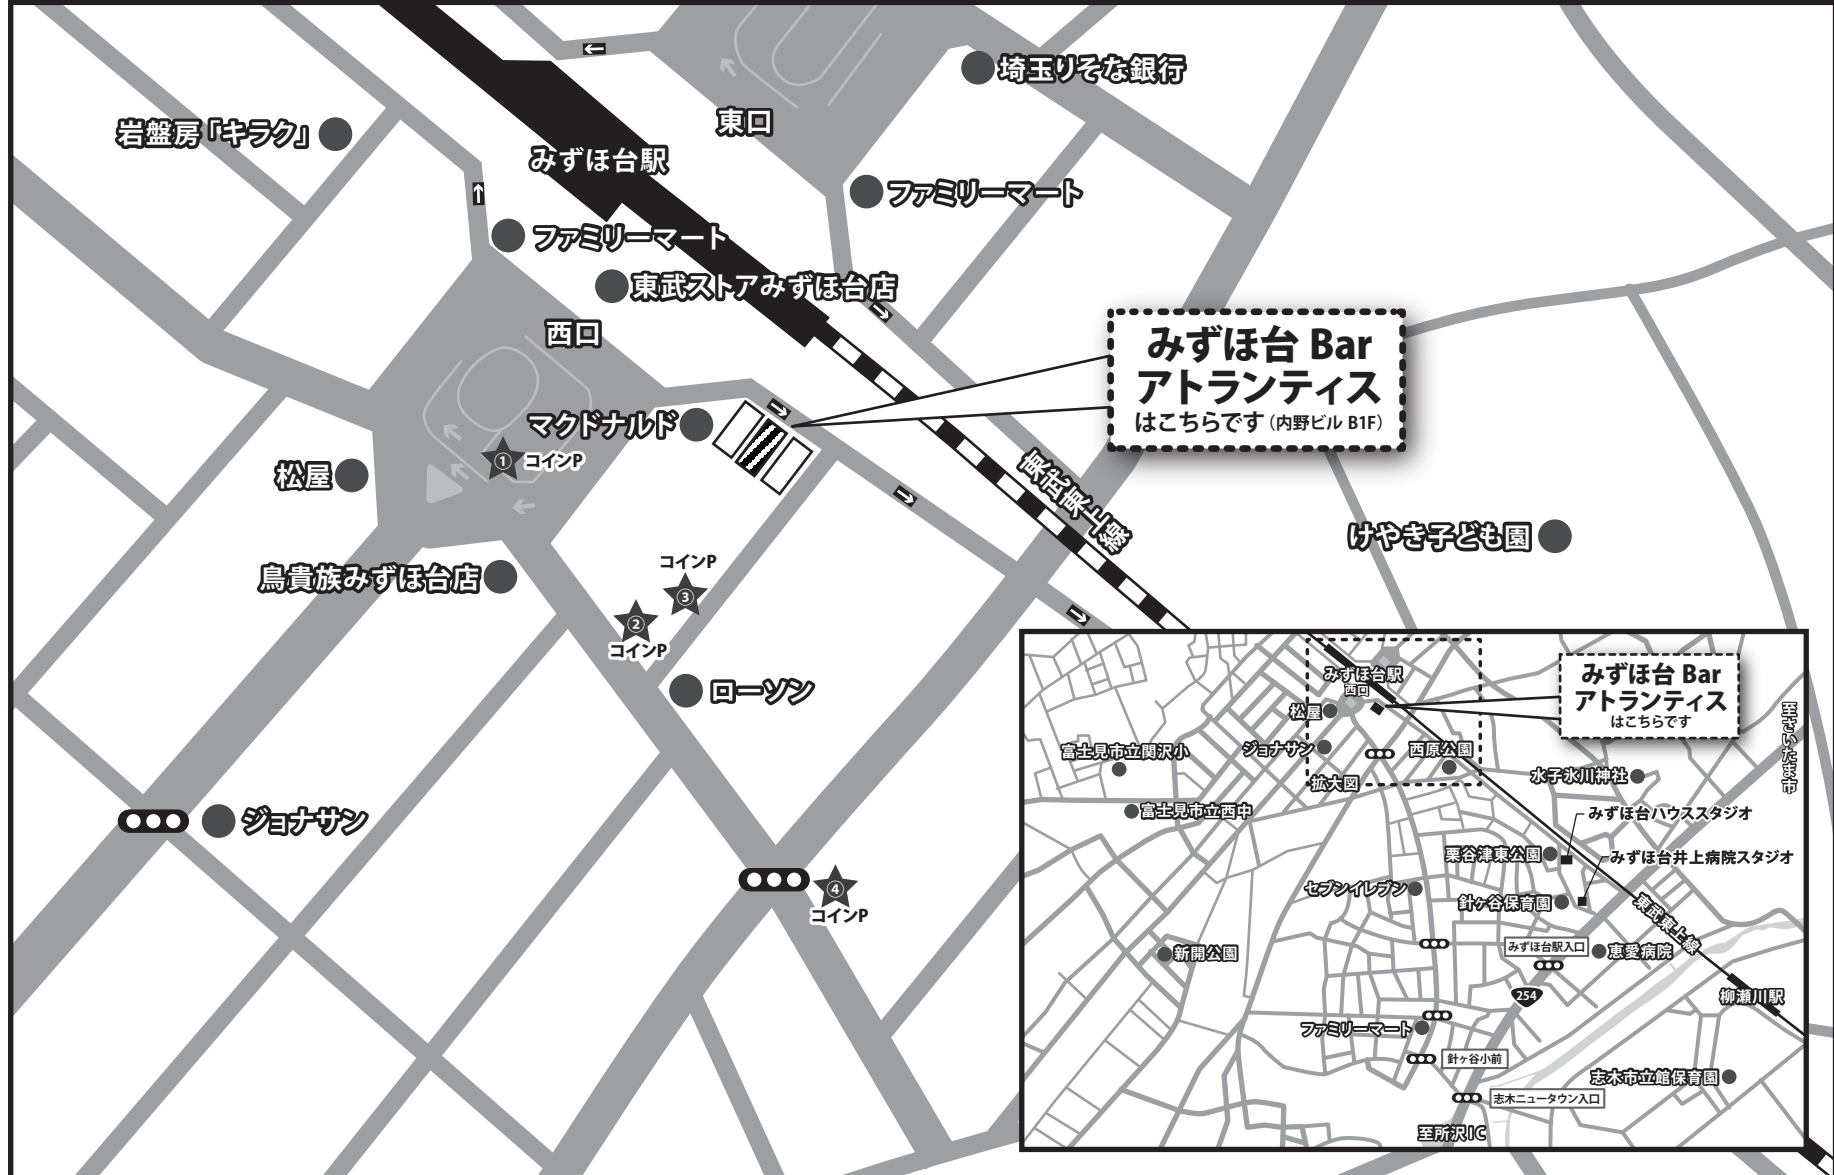 埼玉りそな銀行
東口
岩盤房「キラク」
みずほ台駅
ファミリーマート
ファミリーマート
東武ストアみずほ台店
西口
みずほ台 Bar
アトランティス
はこちらです（内野ビル B1F）
マクドナルド
① コインP
松屋
東武東上線
けやき子ども園
コインP
③
鳥貴族みずほ台店
②
コインP
ローソン
ジョナサン
④
コインP
みずほ台駅
西口
みずほ台 Bar
アトランティス
はこちらです
松屋
至さいたま市
ジョナサン
西原公園
富士見市立関沢小
水子氷川神社
拡大図
富士見市立西中
みずほ台ハウススタジオ
栗谷津東公園
みずほ台井上病院スタジオ
セブンイレブン
針ヶ谷保育園
東武東上線
みずほ台駅入口
恵愛病院
新開公園
254
柳瀬川駅
ファミリーマート
針ヶ谷小前
志木市立館保育園
志木ニュータウン入口
至所沢IC